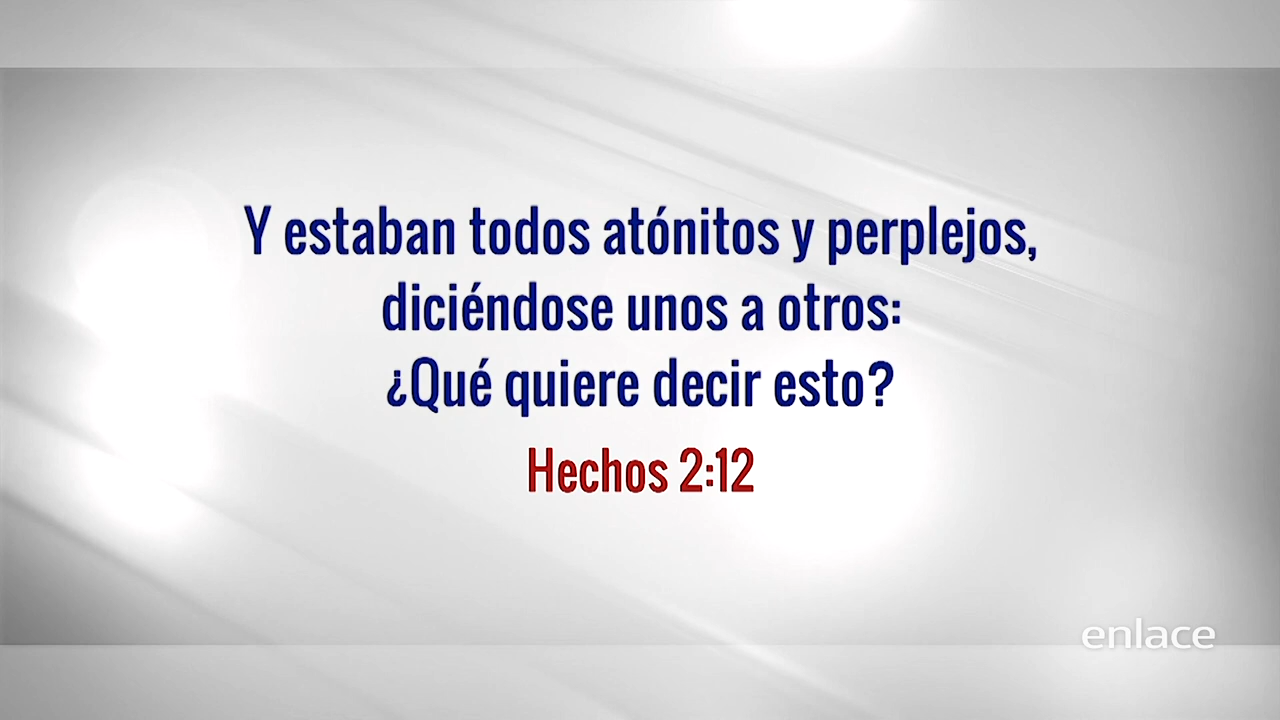 Y estaban todos atónitos y perplejos,
diciéndose unos a otros:
¿Qué quiere decir esto?
Hechos 2:12
enlace